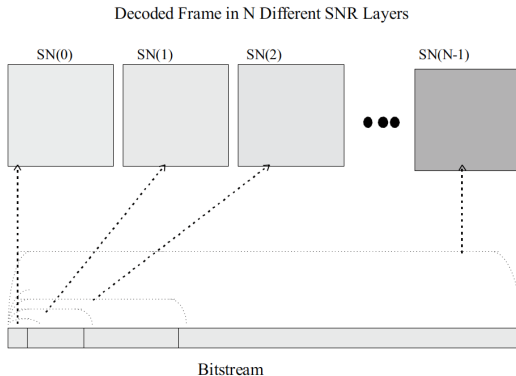 Decoded Frame in N Different SNR Layers
SN(0) SN(1) SN(2) SN(N-1)
Bitstream